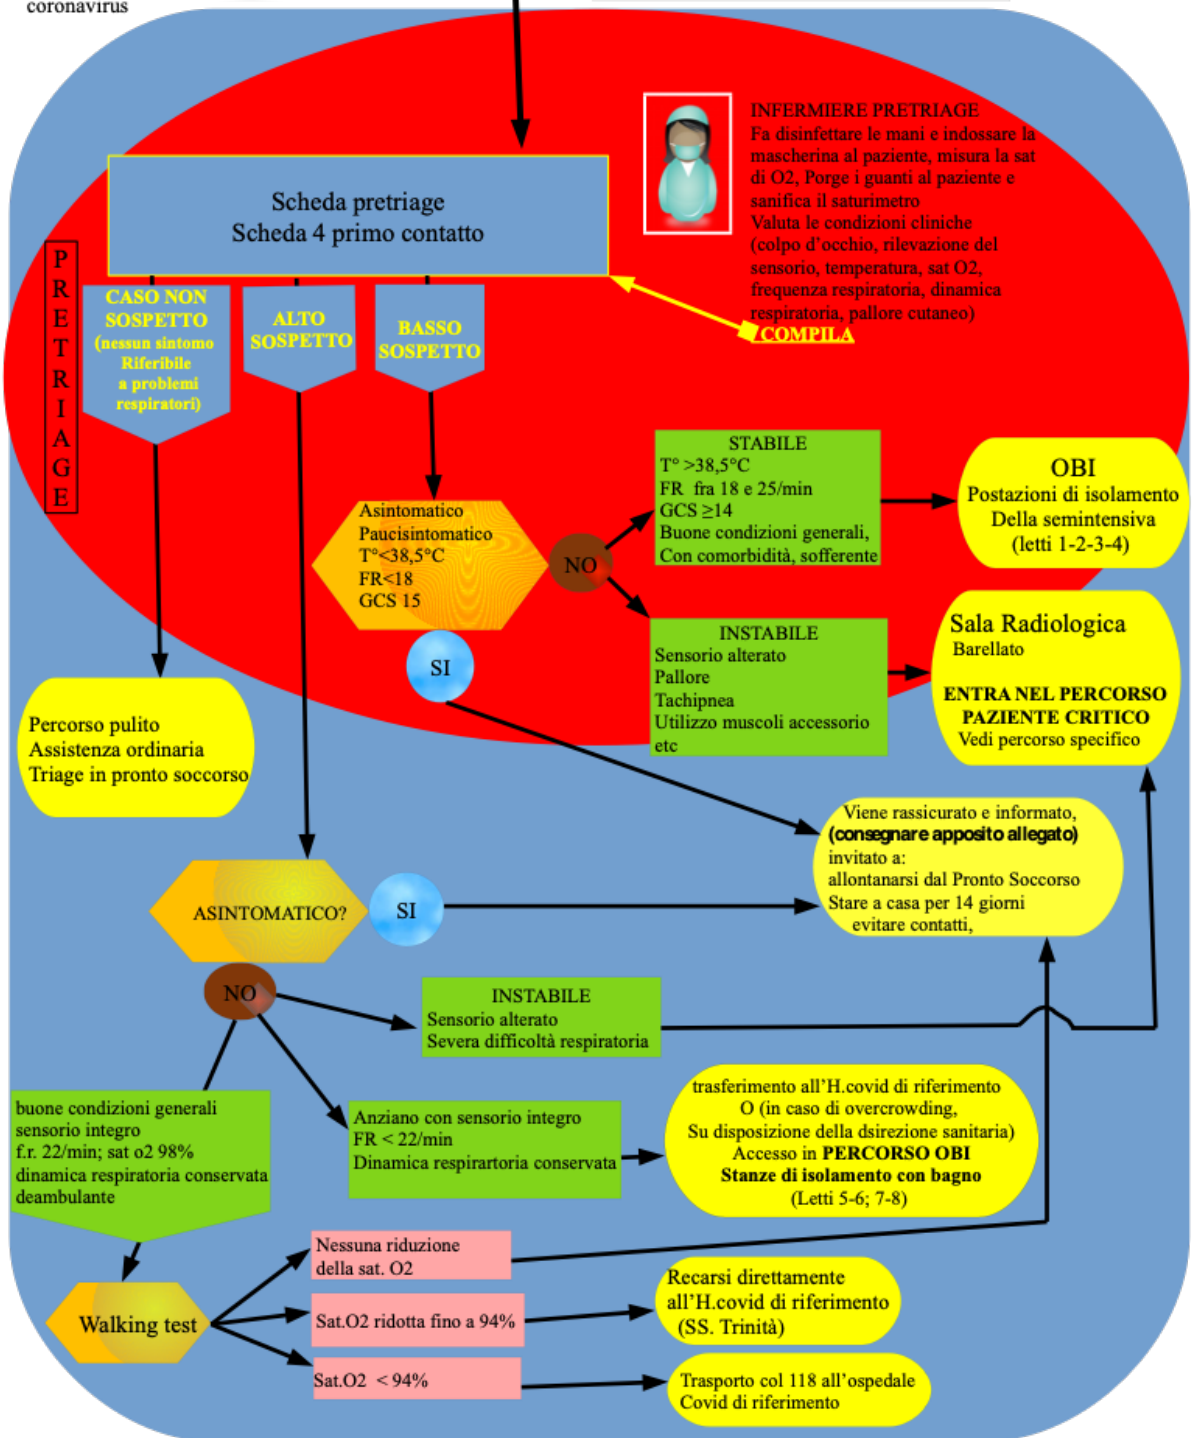 coronavirus
INFERMIERE PRETRIAGE
Fa disinfettare le mani e indossare la
mascherina al paziente, misura la sat
di O2, Porge i guanti al paziente e
sanifica il saturimetro
Valuta le condizioni cliniche
(colpo d'occhio, rilevazione del
sensorio, temperatura, sat O2,
frequenza respiratoria, dinamica
respiratoria, pallore cutaneo)
COMPILA
Scheda pretriage
Scheda 4 primo contatto
PRETRIAGE
CASO NON
SOSPETTO
(nessun sintomo
Riferibile
a problemi
respiratori)
ALTO
SOSPETTO
BASSO
SOSPETTO
Asintomatico
Paucisintomatico
T°<38,5°C
FR<18
GCS 15
NO
SI
STABILE
T° >38,5°C
FR fra 18 e 25/min
GCS ≥14
Buone condizioni generali,
Con comorbidità, sofferente
OBI
Postazioni di isolamento
Della semintensiva
(letti 1-2-3-4)
INSTABILE
Sensorio alterato
Pallore
Tachipnea
Utilizzo muscoli accessorio
etc
Sala Radiologica
Barellato
ENTRA NEL PERCORSO
PAZIENTE CRITICO
Vedi percorso specifico
Percorso pulito
Assistenza ordinaria
Triage in pronto soccorso
Viene rassicurato e informato,
(consegnare apposito allegato)
invitato a:
allontanarsi dal Pronto Soccorso
Stare a casa per 14 giorni
evitare contatti,
ASINTOMATICO?
SI
NO
INSTABILE
Sensorio alterato
Severa difficoltà respiratoria
buone condizioni generali
sensorio integro
f.r. 22/min; sat o2 98%
dinamica respiratoria conservata
deambulante
Anziano con sensorio integro
FR < 22/min
Dinamica respirartoria conservata
trasferimento all'H.covid di riferimento
O (in caso di overcrowding,
Su disposizione della dsirezione sanitaria)
Accesso in PERCORSO OBI
Stanze di isolamento con bagno
(Letti 5-6; 7-8)
Walking test
Nessuna riduzione
della sat. O2
Sat.O2 ridotta fino a 94%
Sat.O2 < 94%
Recarsi direttamente
all'H.covid di riferimento
(SS. Trinità)
Trasporto col 118 all'ospedale
Covid di riferimento